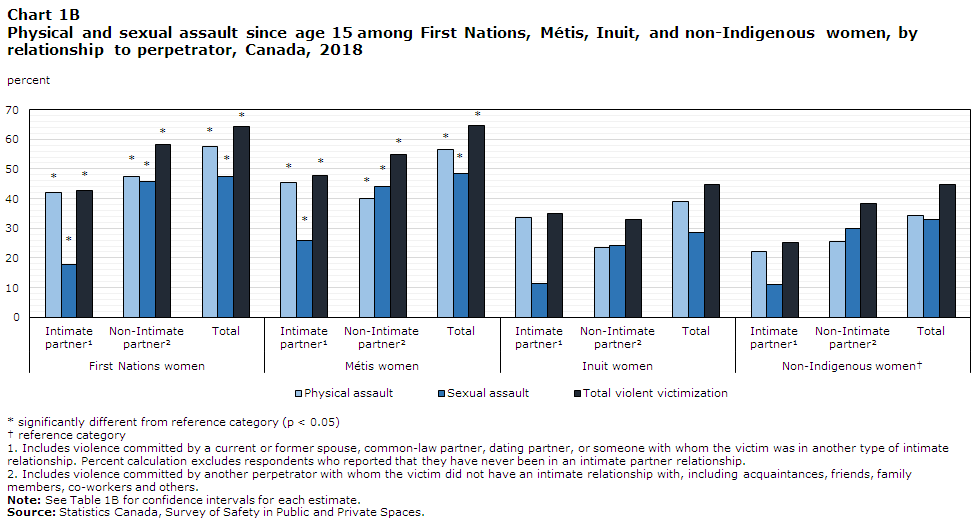 Chart 1B
Physical and sexual assault since age 15 among First Nations, Métis, Inuit, and non-Indigenous women, by
relationship to perpetrator, Canada, 2018
percent
70
60
50
40
30
20
10
0
* * * * * * * * *
* * * * * * * * *
Intimate partner¹ Non-Intimate partner² Total Intimate partner¹ Non-Intimate partner² Total Intimate partner¹ Non-Intimate partner² Total Intimate partner¹ Non-Intimate partner² Total
First Nations women Métis women Inuit women Non-Indigenous women†
Physical assault Sexual assault Total violent victimization
* significantly different from reference category (p < 0.05)
† reference category
1. Includes violence committed by a current or former spouse, common-law partner, dating partner, or someone with whom the victim was in another type of intimate
relationship. Percent calculation excludes respondents who reported that they have never been in an intimate partner relationship.
2. Includes violence committed by another perpetrator with whom the victim did not have an intimate relationship with, including acquaintances, friends, family
members, co-workers and others.
Note: See Table 1B for confidence intervals for each estimate.
Source: Statistics Canada, Survey of Safety in Public and Private Spaces.